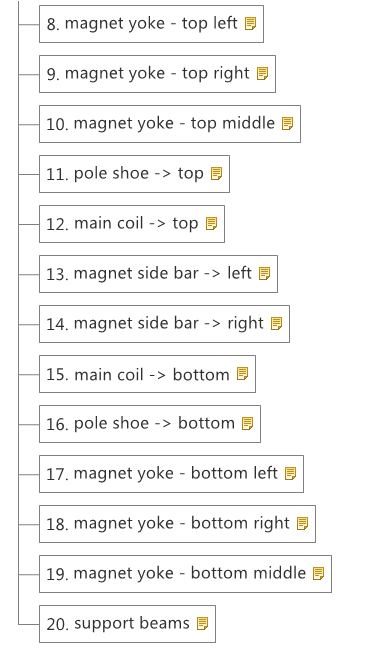 8. magnet yoke - top left
9. magnet yoke - top right
10. magnet yoke - top middle
11. pole shoe -> top
12. main coil -> top
13. magnet side bar -> left
14. magnet side bar -> right
15. main coil -> bottom
16. pole shoe -> bottom
17. magnet yoke - bottom left
18. magnet yoke - bottom right
19. magnet yoke - bottom middle
20. support beams